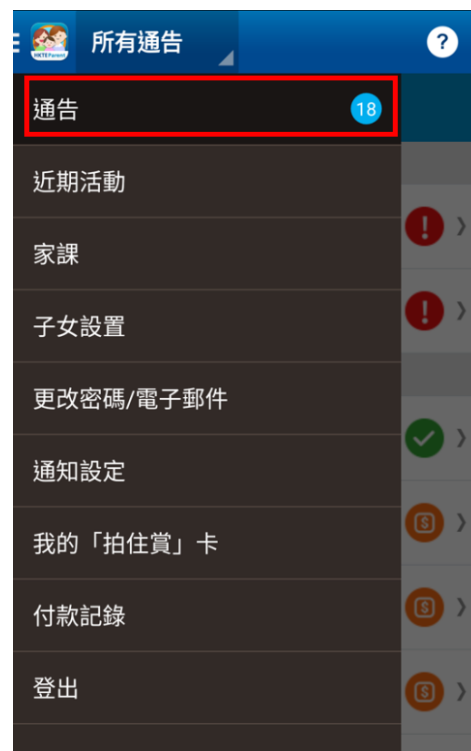 所有通告
?
HKTE Parent
通告
18
近期活動
家課
子女設置
更改密碼/電子郵件
通知設定
我的「拍住賞」卡
付款記錄
登出